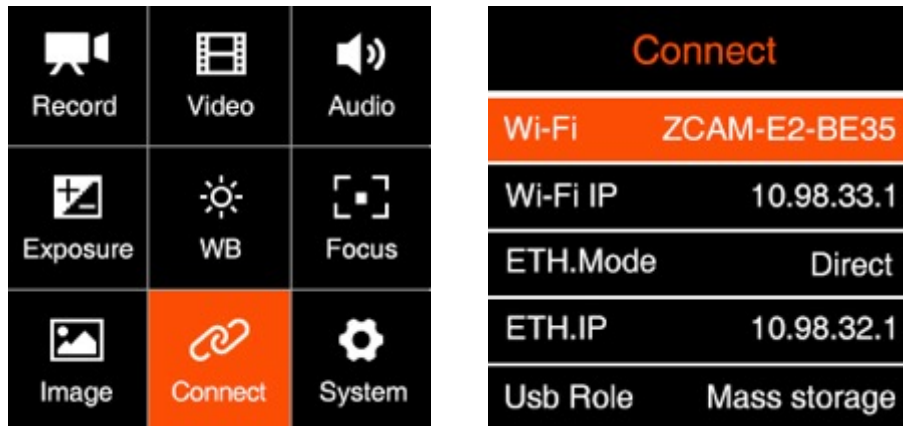 Record Video Audio
Exposure WB Focus
Image Connect System
Connect
Wi-Fi ZCAM-E2-BE35
Wi-Fi IP 10.98.33.1
ETH.Mode Direct
ETH.IP 10.98.32.1
Usb Role Mass storage